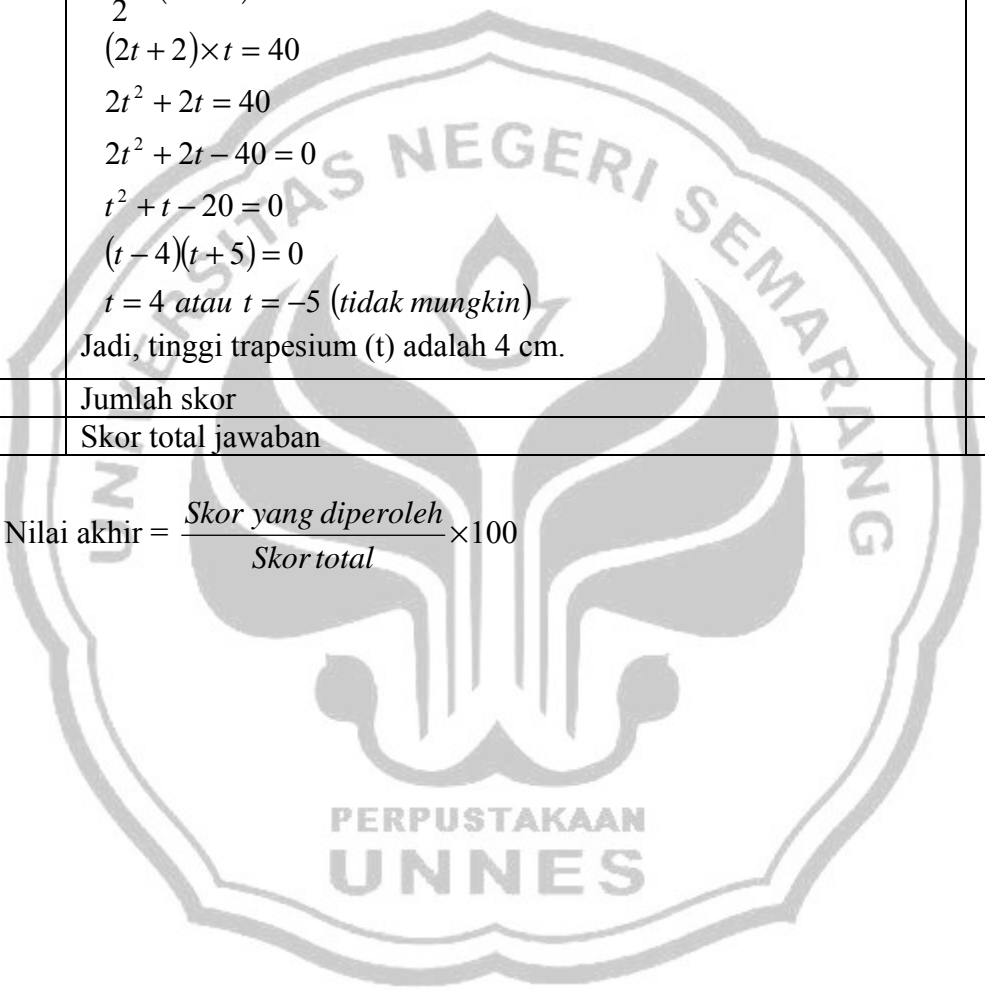 2
(2t + 2) × t = 40
2t² + 2t = 40
2t² + 2t − 40 = 0
t² + t − 20 = 0
(t − 4)(t + 5) = 0
t = 4 atau t = −5 (tidak mungkin)
Jadi, tinggi trapesium (t) adalah 4 cm.
Jumlah skor
Skor total jawaban
Nilai akhir = Skor yang diperoleh / Skor total × 100
UNIVERSITAS NEGERI SEMARANG
PERPUSTAKAAN
UNNES